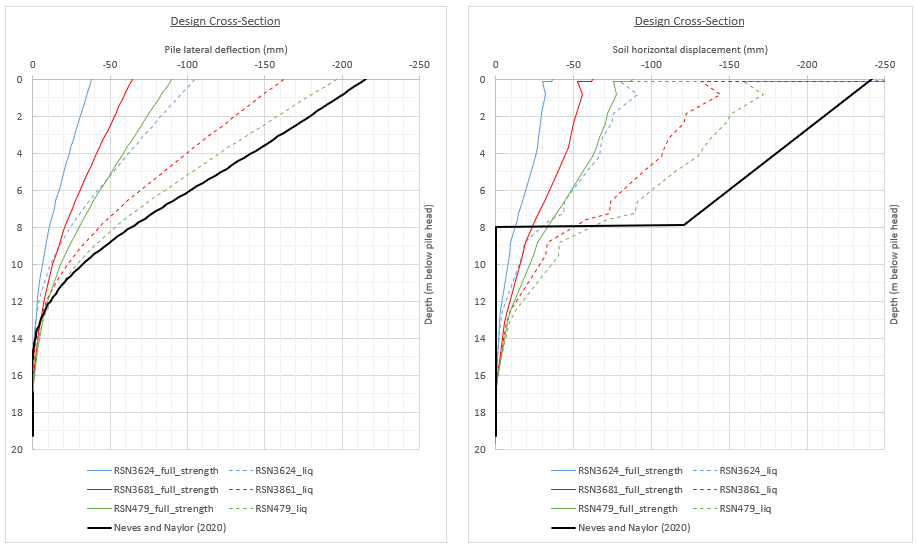 Design Cross-Section
Pile lateral deflection (mm)
0 -50 -100 -150 -200 -250
0
2
4
6
8
10
12
14
16
18
20
Depth (m below pile head)
RSN3624_full_strength RSN3624_liq
RSN3681_full_strength RSN3861_liq
RSN479_full_strength RSN479_liq
Neves and Naylor (2020)
Design Cross-Section
Soil horizontal displacement (mm)
0 -50 -100 -150 -200 -250
0
2
4
6
8
10
12
14
16
18
20
Depth (m below pile head)
RSN3624_full_strength RSN3624_liq
RSN3681_full_strength RSN3861_liq
RSN479_full_strength RSN479_liq
Neves and Naylor (2020)